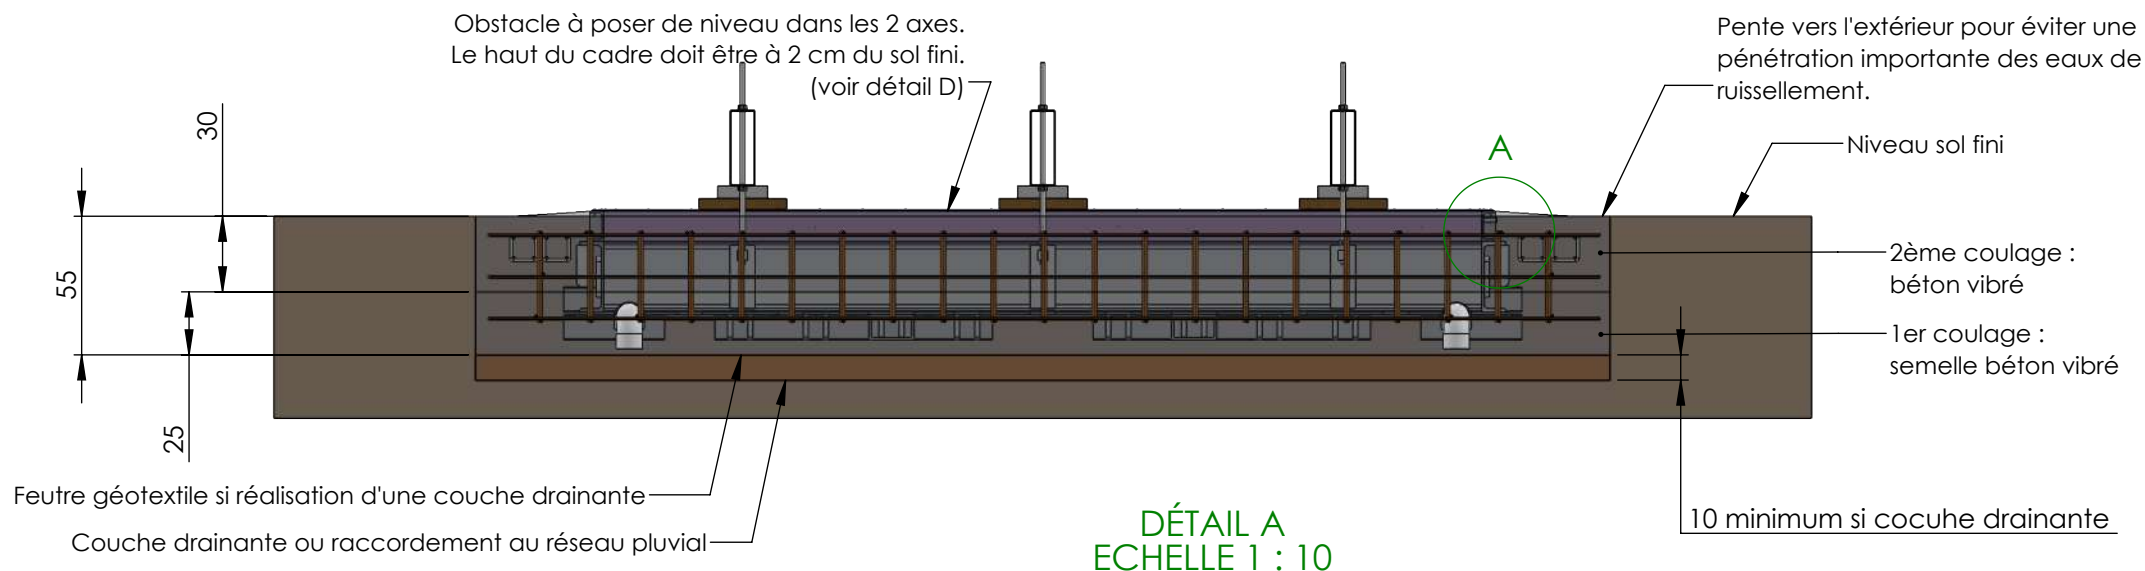 Obstacle à poser de niveau dans les 2 axes.
Le haut du cadre doit être à 2 cm du sol fini.
(voir détail D)
Pente vers l'extérieur pour éviter une
pénétration importante des eaux de
ruissellement.
30
A
Niveau sol fini
55
2ème coulage :
béton vibré
1er coulage :
semelle béton vibré
25
Feutre géotextile si réalisation d'une couche drainante
Couche drainante ou raccordement au réseau pluvial
DÉTAIL A
ECHELLE 1 : 10
10 minimum si cocuhe drainante